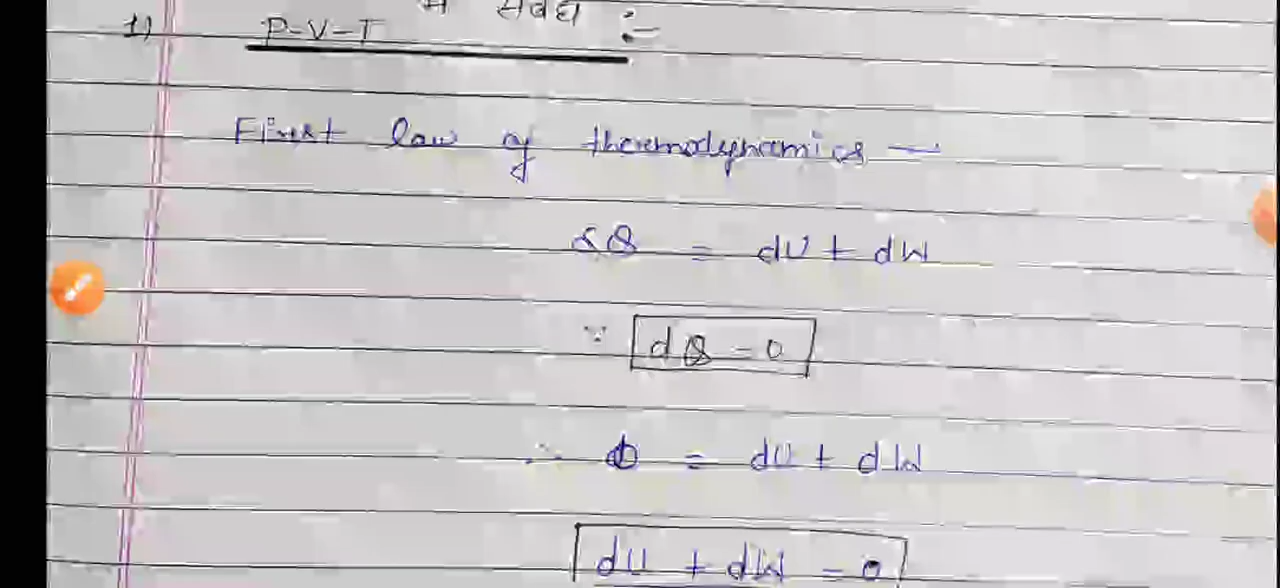 1) P-V-T में संबंध :-
First law of thermodynamics —
δQ = dU + dW
∵ dQ = 0
∴ 0 = dU + dW
dU + dW = 0